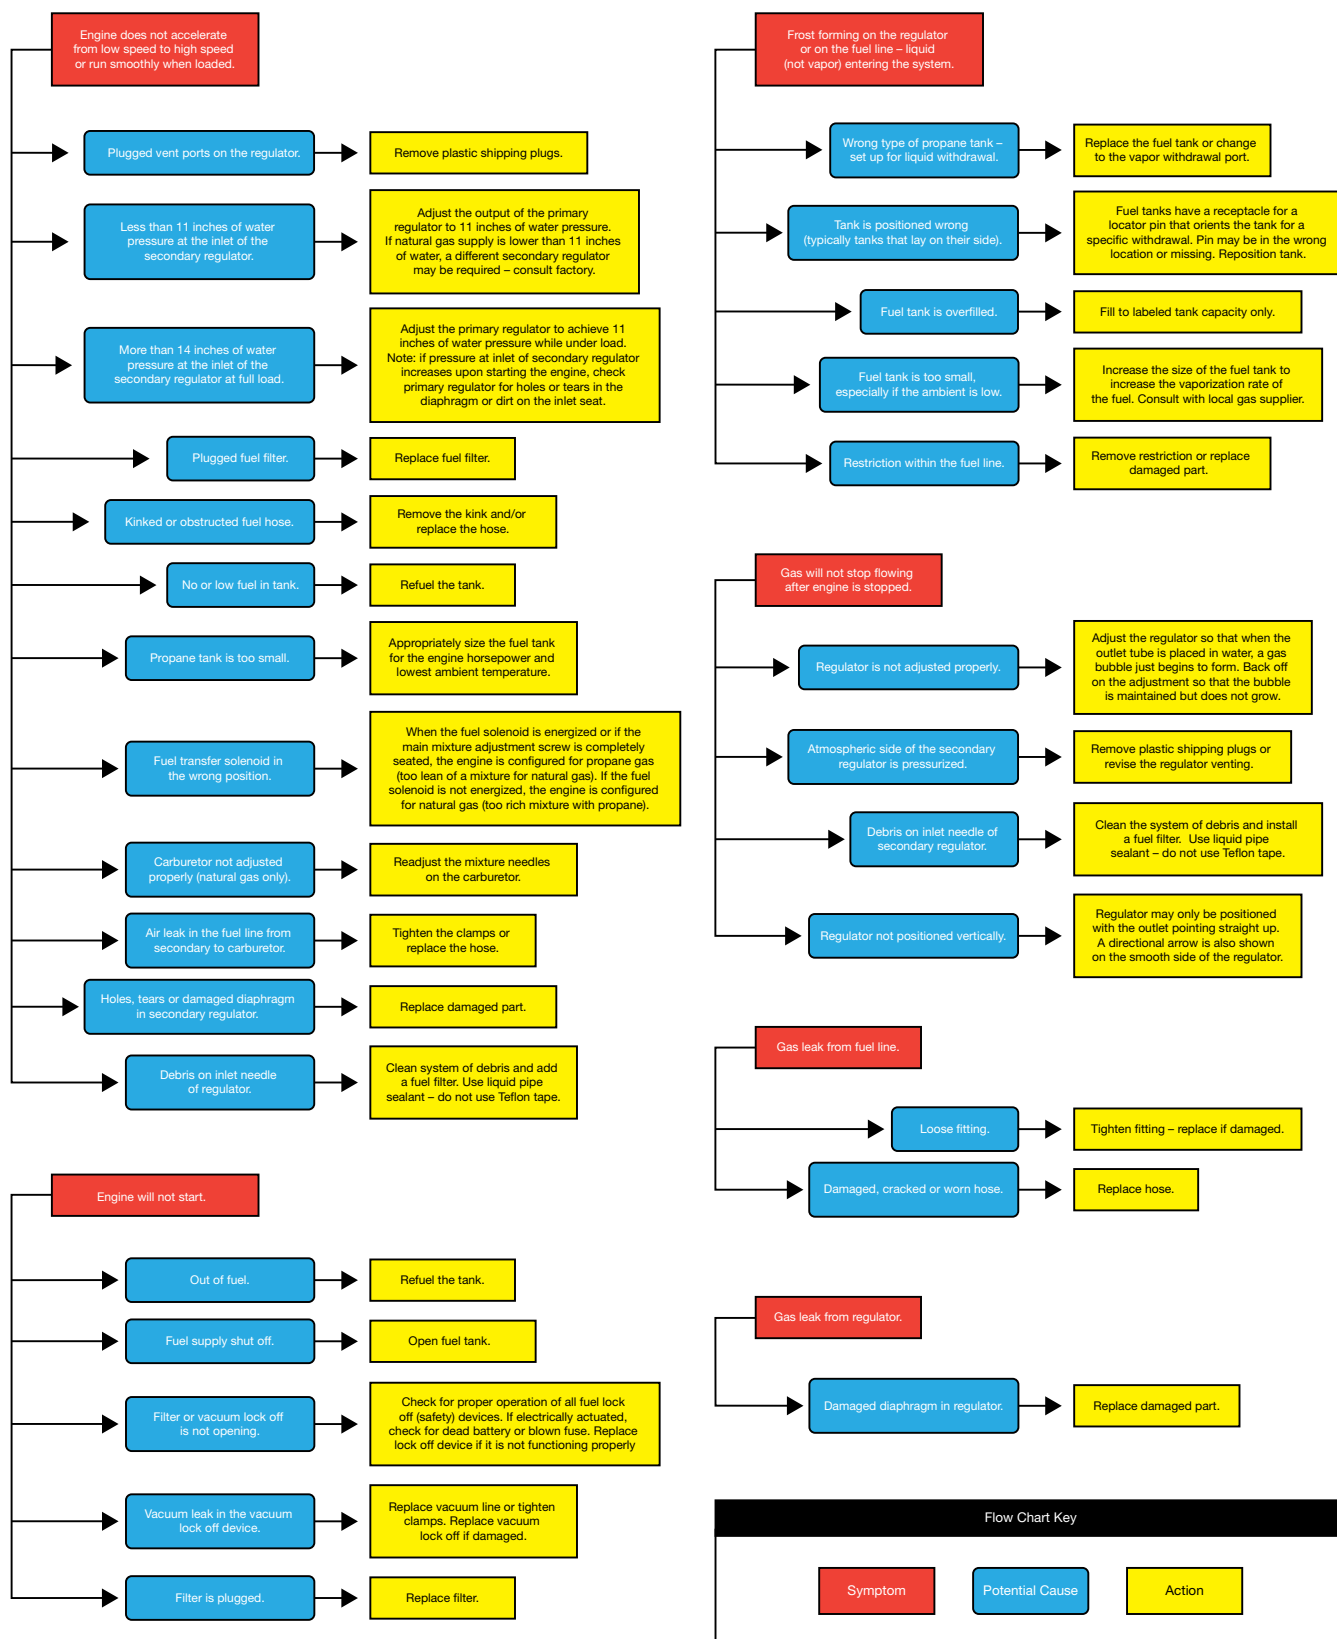 Engine does not accelerate
from low speed to high speed
or run smoothly when loaded.
Plugged vent ports on the regulator.
Remove plastic shipping plugs.
Less than 11 inches of water
pressure at the inlet of the
secondary regulator.
Adjust the output of the primary
regulator to 11 inches of water pressure.
If natural gas supply is lower than 11 inches
of water, a different secondary regulator
may be required – consult factory.
More than 14 inches of water
pressure at the inlet of the
secondary regulator at full load.
Adjust the primary regulator to achieve 11
inches of water pressure while under load.
Note: if pressure at inlet of secondary regulator
increases upon starting the engine, check
primary regulator for holes or tears in the
diaphragm or dirt on the inlet seat.
Plugged fuel filter.
Replace fuel filter.
Kinked or obstructed fuel hose.
Remove the kink and/or
replace the hose.
No or low fuel in tank.
Refuel the tank.
Propane tank is too small.
Appropriately size the fuel tank
for the engine horsepower and
lowest ambient temperature.
Fuel transfer solenoid in
the wrong position.
When the fuel solenoid is energized or if the
main mixture adjustment screw is completely
seated, the engine is configured for propane gas
(too lean of a mixture for natural gas). If the fuel
solenoid is not energized, the engine is configured
for natural gas (too rich mixture with propane).
Carburetor not adjusted
properly (natural gas only).
Readjust the mixture needles
on the carburetor.
Air leak in the fuel line from
secondary to carburetor.
Tighten the clamps or
replace the hose.
Holes, tears or damaged diaphragm
in secondary regulator.
Replace damaged part.
Debris on inlet needle
of regulator.
Clean system of debris and add
a fuel filter. Use liquid pipe
sealant – do not use Teflon tape.
Engine will not start.
Out of fuel.
Refuel the tank.
Fuel supply shut off.
Open fuel tank.
Filter or vacuum lock off
is not opening.
Check for proper operation of all fuel lock
off (safety) devices. If electrically actuated,
check for dead battery or blown fuse. Replace
lock off device if it is not functioning properly
Vacuum leak in the vacuum
lock off device.
Replace vacuum line or tighten
clamps. Replace vacuum
lock off if damaged.
Filter is plugged.
Replace filter.
Frost forming on the regulator
or on the fuel line – liquid
(not vapor) entering the system.
Wrong type of propane tank –
set up for liquid withdrawal.
Replace the fuel tank or change
to the vapor withdrawal port.
Tank is positioned wrong
(typically tanks that lay on their side).
Fuel tanks have a receptacle for a
locator pin that orients the tank for a
specific withdrawal. Pin may be in the wrong
location or missing. Reposition tank.
Fuel tank is overfilled.
Fill to labeled tank capacity only.
Fuel tank is too small,
especially if the ambient is low.
Increase the size of the fuel tank to
increase the vaporization rate of
the fuel. Consult with local gas supplier.
Restriction within the fuel line.
Remove restriction or replace
damaged part.
Gas will not stop flowing
after engine is stopped.
Regulator is not adjusted properly.
Adjust the regulator so that when the
outlet tube is placed in water, a gas
bubble just begins to form. Back off
on the adjustment so that the bubble
is maintained but does not grow.
Atmospheric side of the secondary
regulator is pressurized.
Remove plastic shipping plugs or
revise the regulator venting.
Debris on inlet needle of
secondary regulator.
Clean the system of debris and install
a fuel filter. Use liquid pipe
sealant – do not use Teflon tape.
Regulator not positioned vertically.
Regulator may only be positioned
with the outlet pointing straight up.
A directional arrow is also shown
on the smooth side of the regulator.
Gas leak from fuel line.
Loose fitting.
Tighten fitting – replace if damaged.
Damaged, cracked or worn hose.
Replace hose.
Gas leak from regulator.
Damaged diaphragm in regulator.
Replace damaged part.
Flow Chart Key
Symptom
Potential Cause
Action